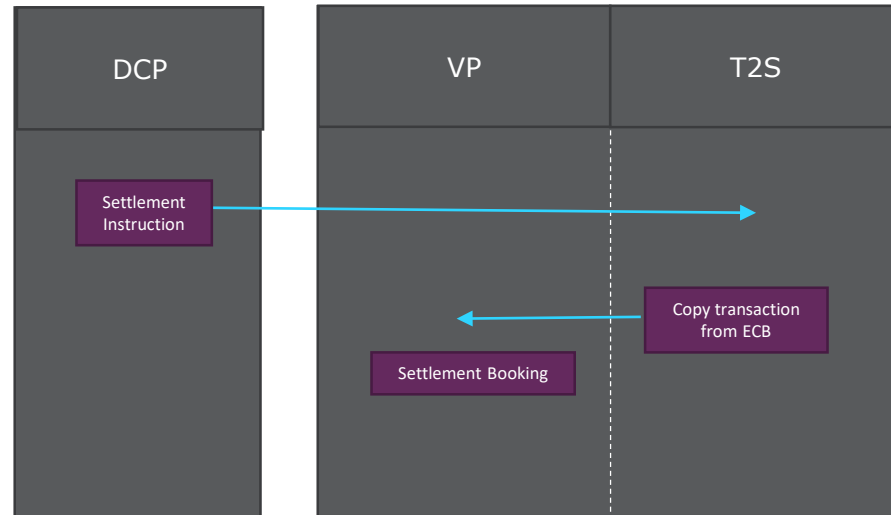 DCP
VP
T2S
Settlement
Instruction
Copy transaction
from ECB
Settlement Booking